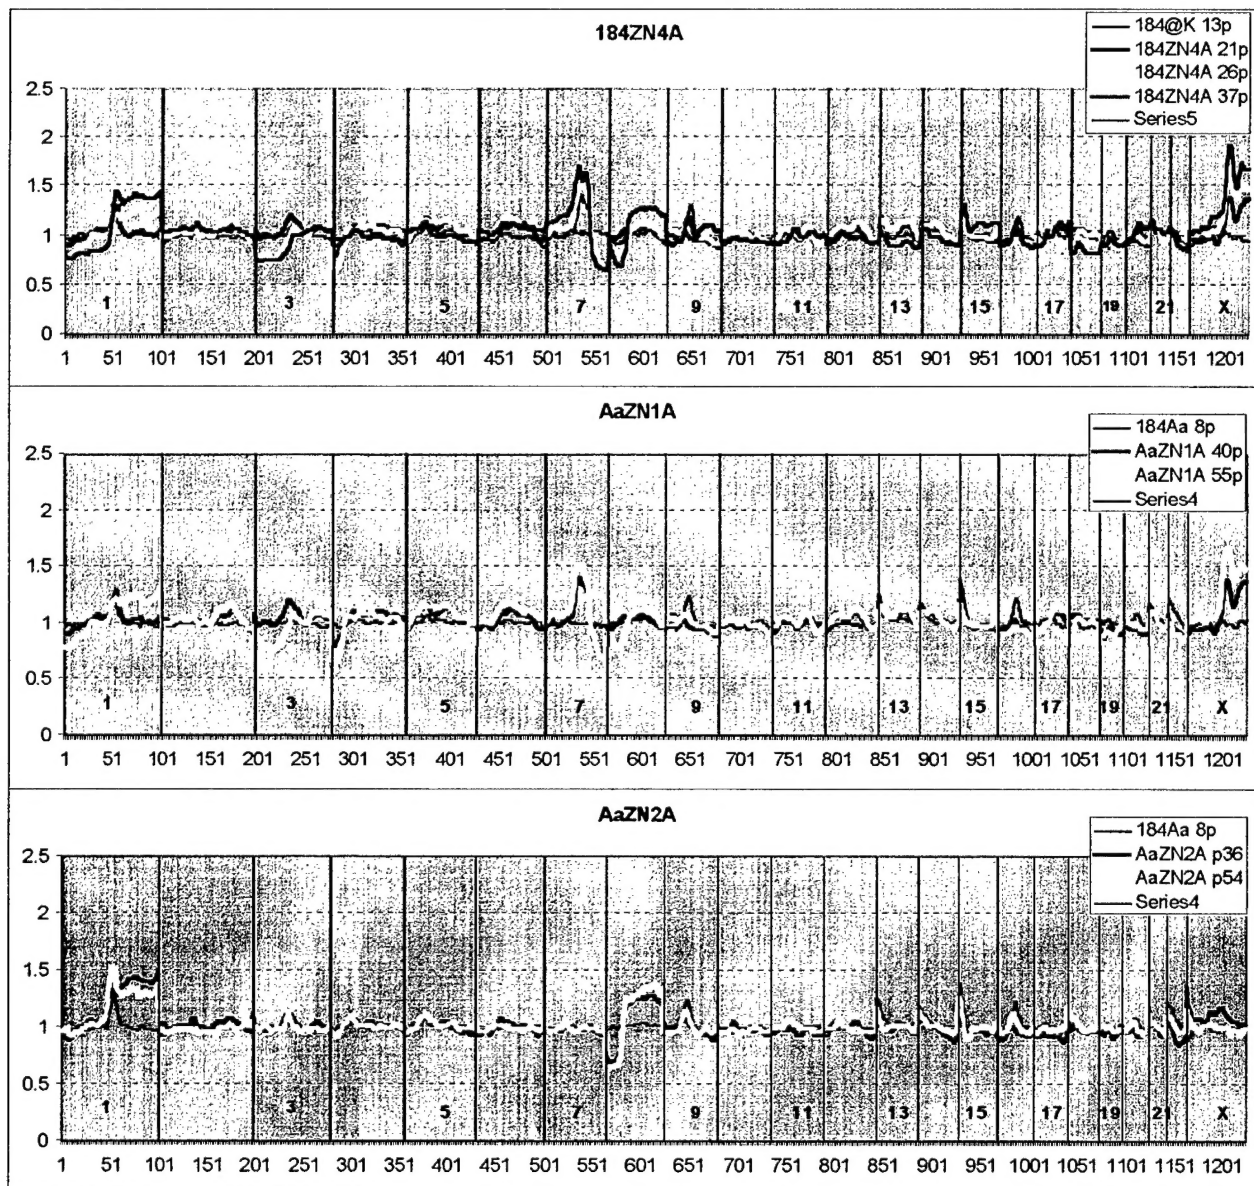 184ZN4A
184@K 13p
184ZN4A 21p
184ZN4A 26p
184ZN4A 37p
Series5
2.5
2
1.5
1
0.5
0
1 3 5 7 9 11 13 15 17 19 21 X
1 51 101 151 201 251 301 351 401 451 501 551 601 651 701 751 801 851 901 951 1001 1051 1101 1151 1201
AaZN1A
184Aa 8p
AaZN1A 40p
AaZN1A 55p
Series4
2.5
2
1.5
1
0.5
0
1 3 5 7 9 11 13 15 17 19 21 X
1 51 101 151 201 251 301 351 401 451 501 551 601 651 701 751 801 851 901 951 1001 1051 1101 1151 1201
AaZN2A
184Aa 8p
AaZN2A p36
AaZN2A p54
Series4
2.5
2
1.5
1
0.5
0
1 3 5 7 9 11 13 15 17 19 21 X
1 51 101 151 201 251 301 351 401 451 501 551 601 651 701 751 801 851 901 951 1001 1051 1101 1151 1201